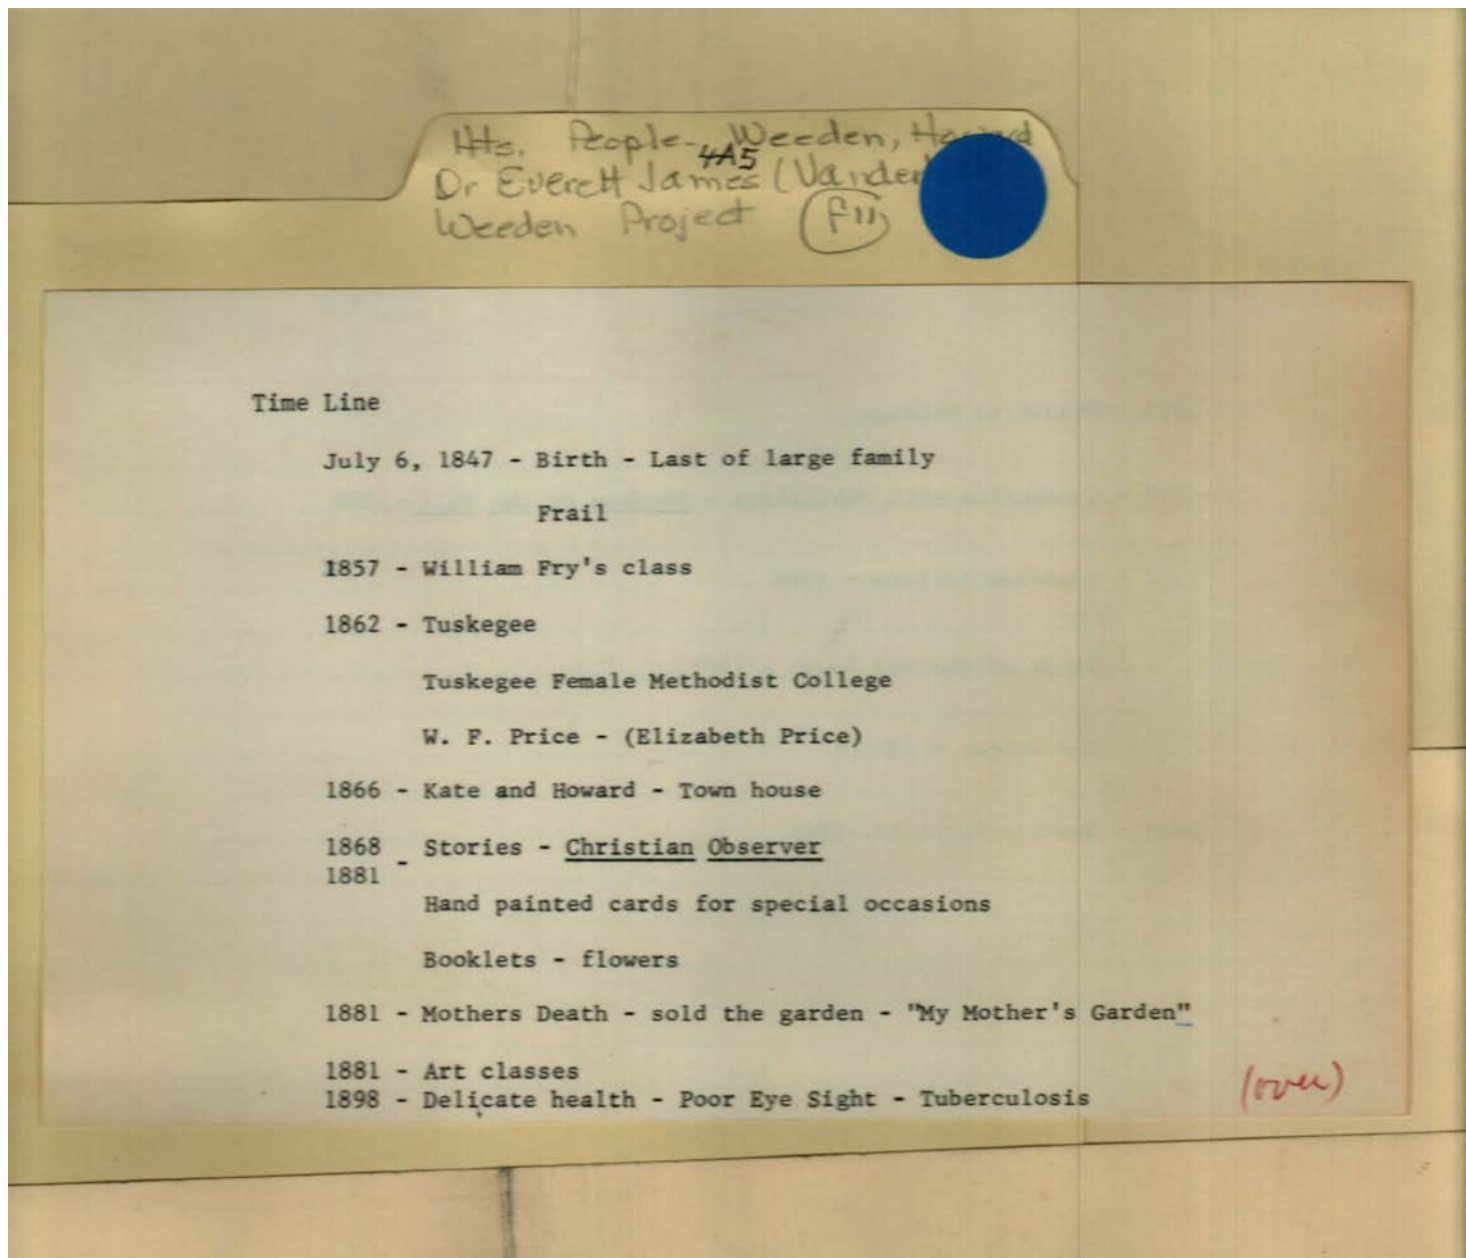 Hts. People - Weeden, Howard
4A5
Dr Everett James (Vander
Weeden Project (F11)
Time Line
July 6, 1847 - Birth - Last of large family
Frail
1857 - William Fry's class
1862 - Tuskegee
Tuskegee Female Methodist College
W. F. Price - (Elizabeth Price)
1866 - Kate and Howard - Town house
1868 - Stories - Christian Observer
1881
Hand painted cards for special occasions
Booklets - flowers
1881 - Mothers Death - sold the garden - "My Mother's Garden"
1881 - Art classes
1898 - Delicate health - Poor Eye Sight - Tuberculosis
(over)